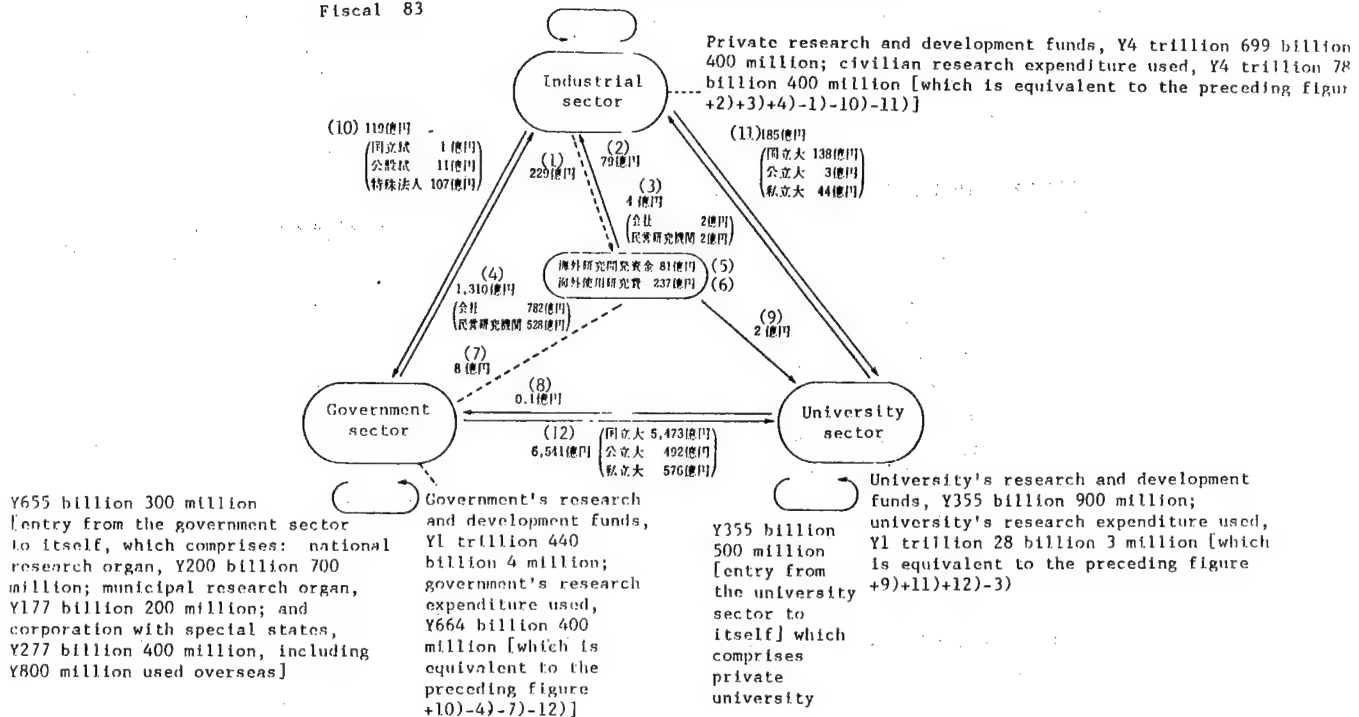 Fiscal 83
Industrial
sector
Private research and development funds, Y4 trillion 699 billion
400 million; civilian research expenditure used, Y4 trillion 78
billion 400 million [which is equivalent to the preceding figur
+2)+3)+4)-1)-10)-11)]
(10) 119億円
国立試 1億円
公設試 11億円
特殊法人 107億円
(1)
229億円
(2)
79億円
(3)
4億円
会社 2億円
民営研究機関 2億円
(11) 185億円
国立大 138億円
公立大 3億円
私立大 44億円
海外研究開発資金 81億円 (5)
海外使用研究費 237億円 (6)
(4)
1,310億円
会社 782億円
民営研究機関 528億円
(7)
8億円
(9)
2億円
(8)
0.1億円
Government
sector
University
sector
(12)
6,541億円
国立大 5,473億円
公立大 492億円
私立大 576億円
Y655 billion 300 million
[entry from the government sector
to itself, which comprises: national
research organ, Y200 billion 700
million; municipal research organ,
Y177 billion 200 million; and
corporation with special states,
Y277 billion 400 million, including
Y800 million used overseas]
Government's research
and development funds,
Y1 trillion 440
billion 4 million;
government's research
expenditure used,
Y664 billion 400
million [which is
equivalent to the
preceding figure
+10)-4)-7)-12)]
Y355 billion
500 million
[entry from
the university
sector to
itself] which
comprises
private
university
University's research and development
funds, Y355 billion 900 million;
university's research expenditure used,
Y1 trillion 28 billion 3 million [which
is equivalent to the preceding figure
+9)+11)+12)-3)